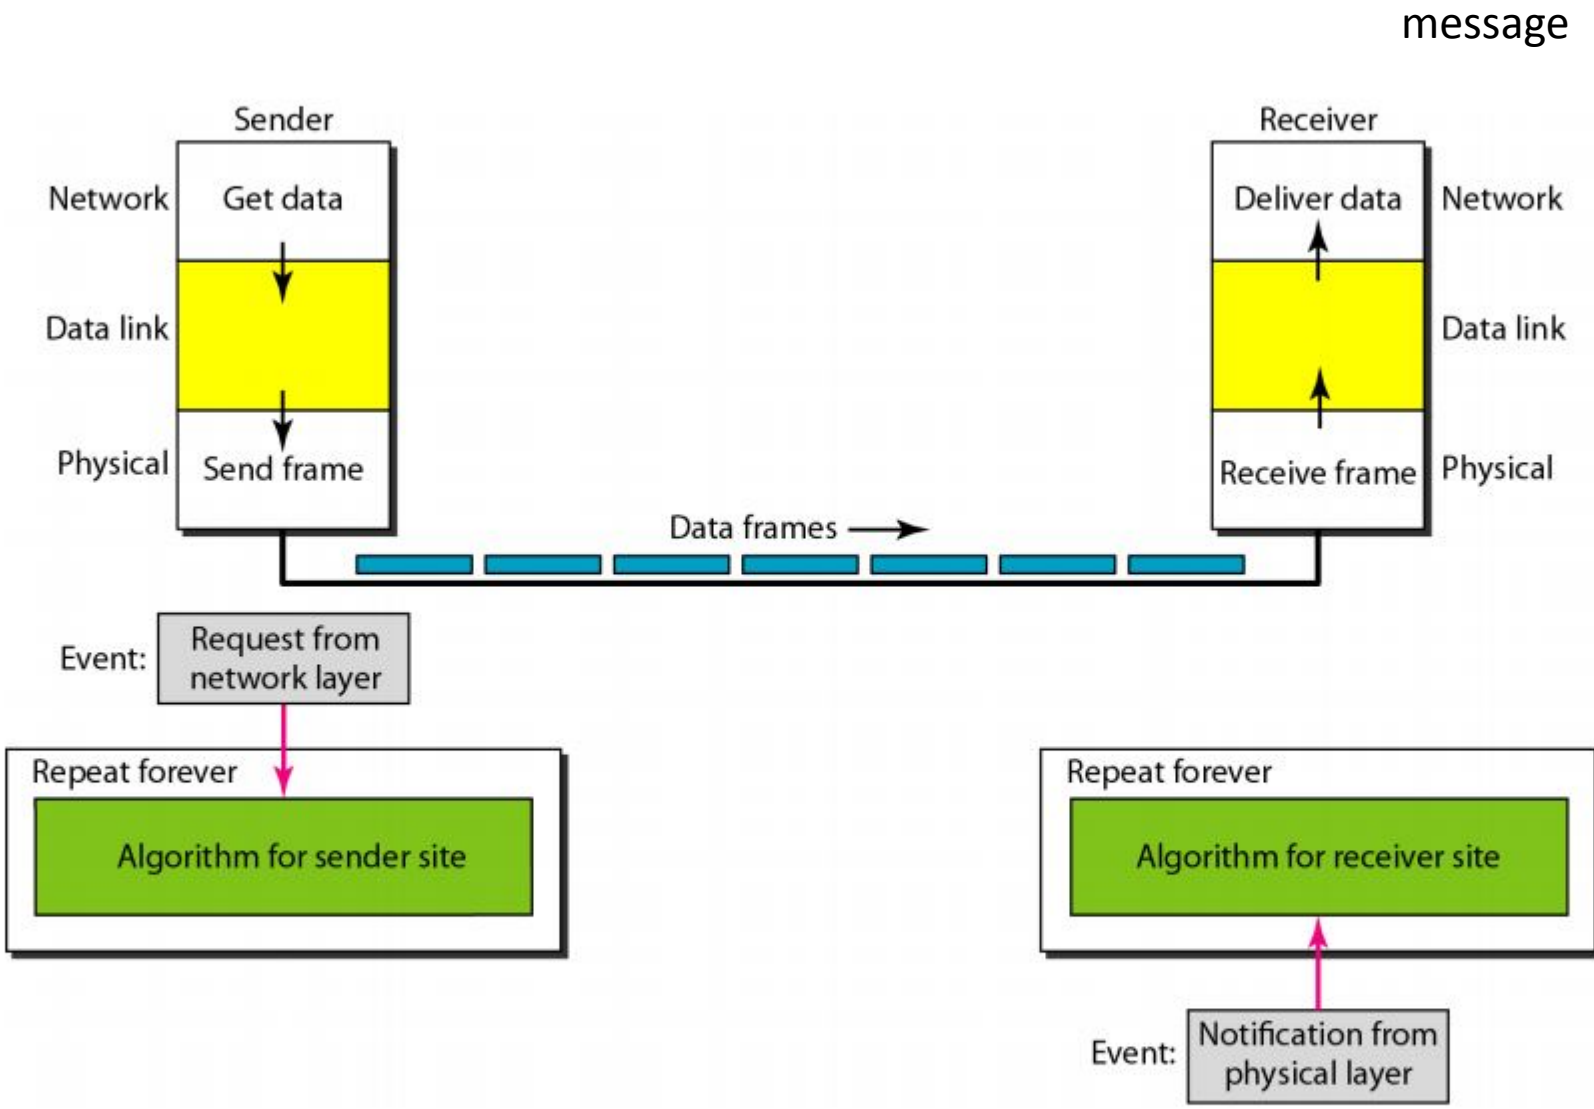 message
Sender
Receiver
Network
Get data
Deliver data
Network
Data link
Data link
Physical
Send frame
Receive frame
Physical
Data frames
Event:
Request from
network layer
Repeat forever
Algorithm for sender site
Repeat forever
Algorithm for receiver site
Event:
Notification from
physical layer